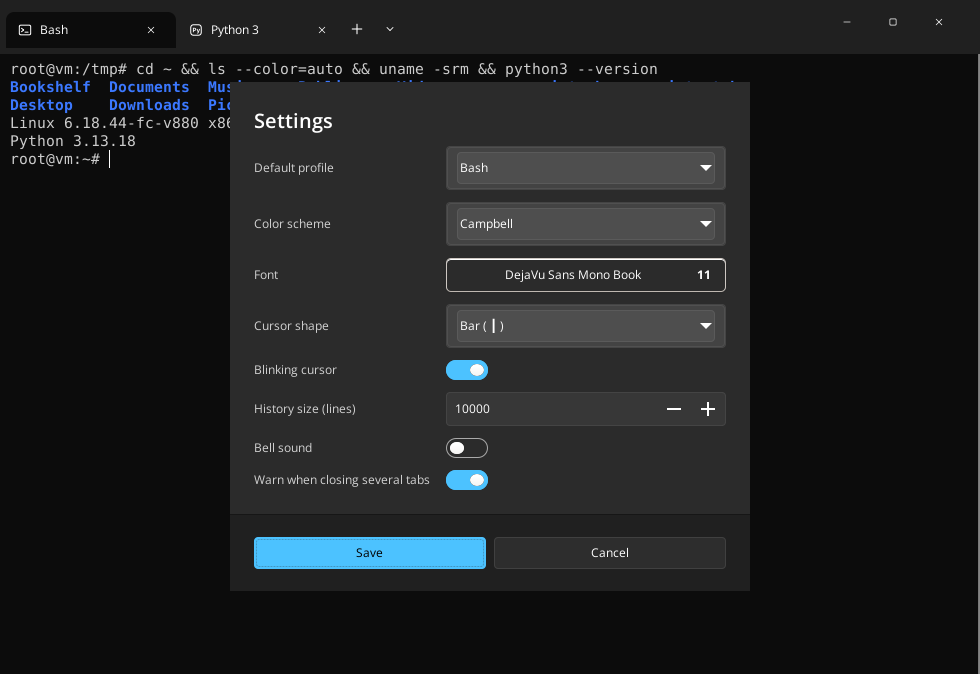 Bash
Python 3
root@vm:/tmp# cd ~ && ls --color=auto && uname -srm && python3 --version
Bookshelf Documents
Desktop Downloads
Linux 6.18.44-fc-v880
Python 3.13.18
root@vm:~#
Settings
Default profile Bash
Color scheme Campbell
Font DejaVu Sans Mono Book 11
Cursor shape Bar ( | )
Blinking cursor
History size (lines) 10000
Bell sound
Warn when closing several tabs
Save Cancel